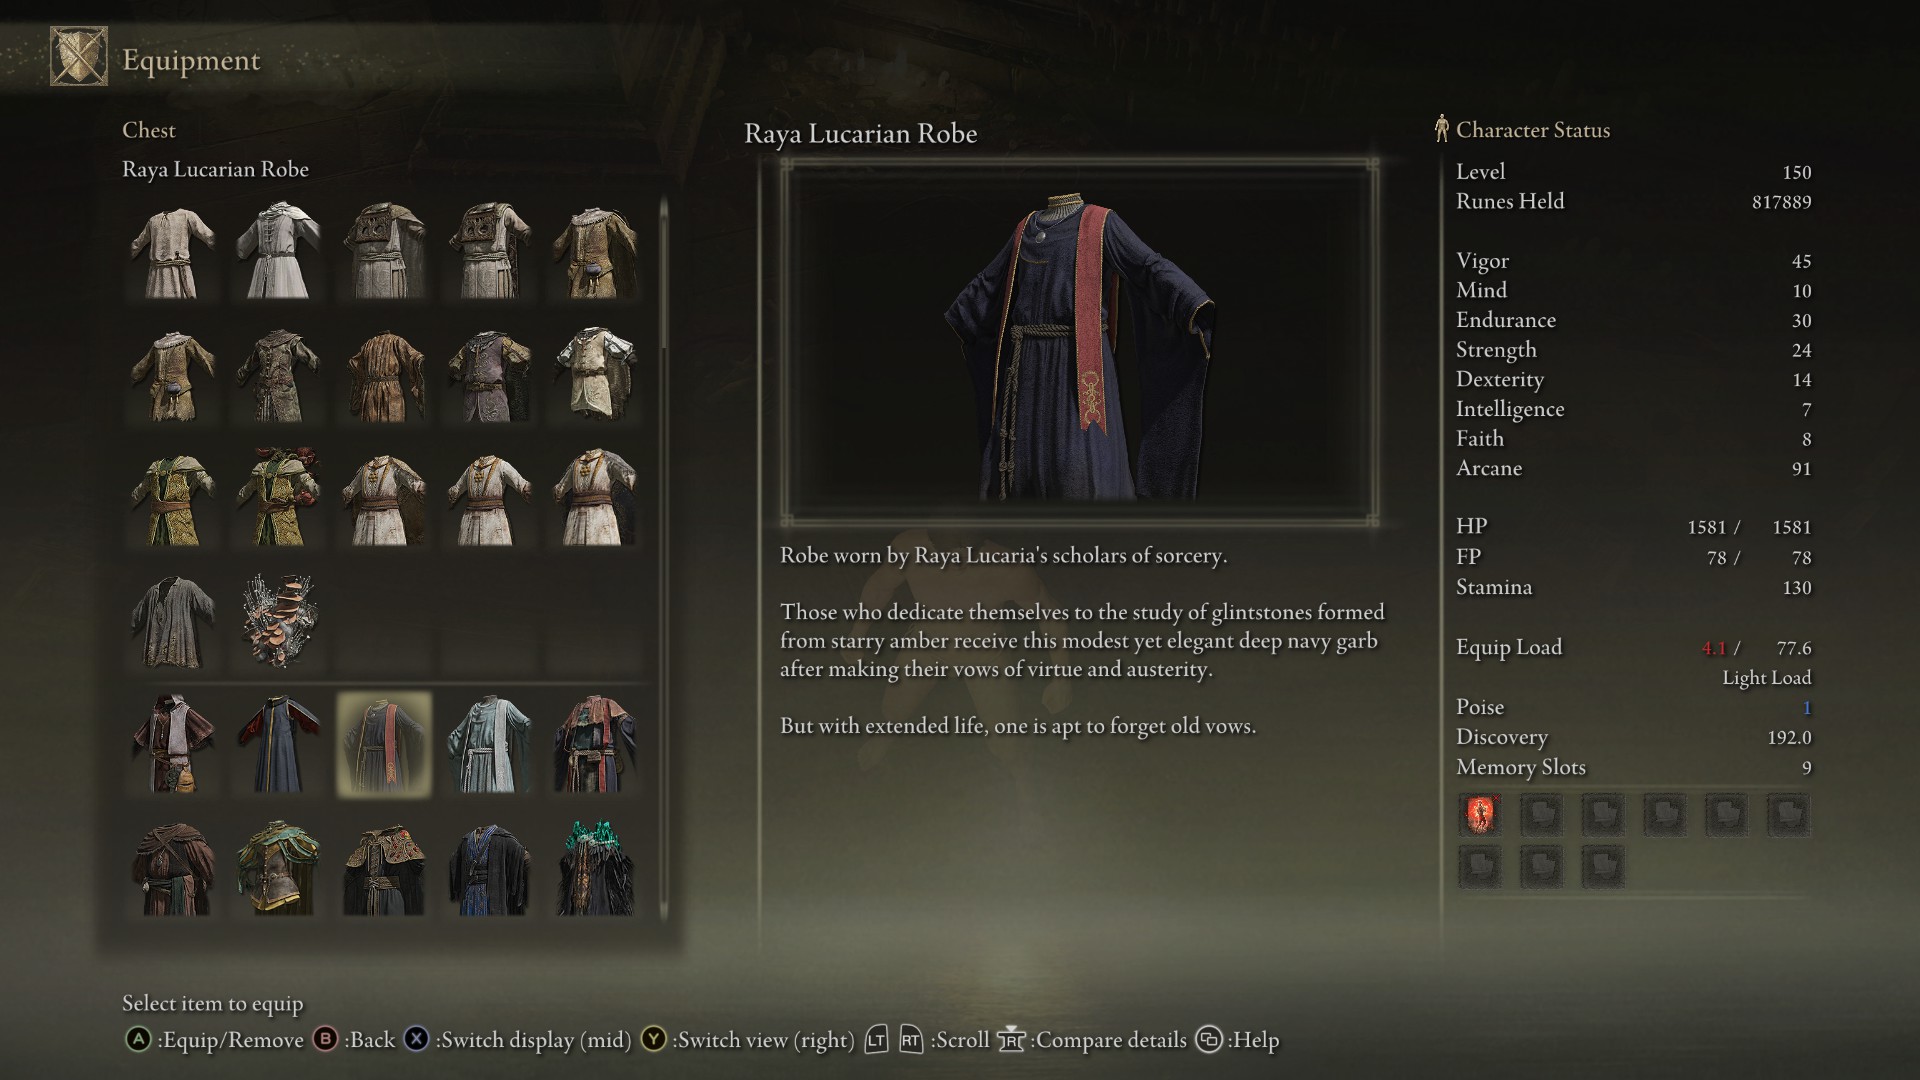 Equipment
Chest
Raya Lucarian Robe
Raya Lucarian Robe
Robe worn by Raya Lucaria's scholars of sorcery.
Those who dedicate themselves to the study of glintstones formed
from starry amber receive this modest yet elegant deep navy garb
after making their vows of virtue and austerity.
But with extended life, one is apt to forget old vows.
Character Status
Level 150
Runes Held 817889
Vigor 45
Mind 10
Endurance 30
Strength 24
Dexterity 14
Intelligence 7
Faith 8
Arcane 91
HP 1581 / 1581
FP 78 / 78
Stamina 130
Equip Load 4.1 / 77.6
Light Load
Poise 1
Discovery 192.0
Memory Slots 9
Select item to equip
A :Equip/Remove B :Back X :Switch display (mid) Y :Switch view (right) LT RT :Scroll R :Compare details :Help